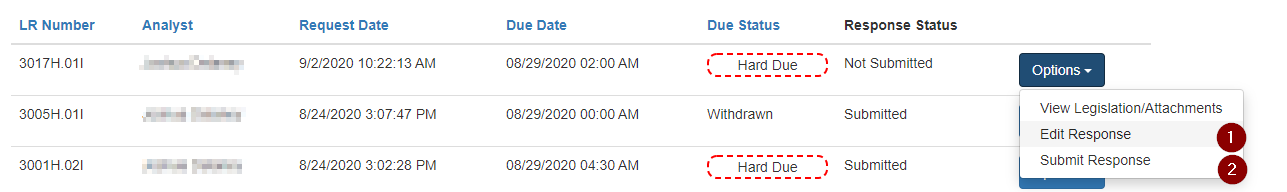 LR Number Analyst Request Date Due Date Due Status Response Status
3017H.01I 9/2/2020 10:22:13 AM 08/29/2020 02:00 AM Hard Due Not Submitted Options
View Legislation/Attachments
3005H.01I 8/24/2020 3:07:47 PM 08/29/2020 00:00 AM Withdrawn Submitted
Edit Response 1
Submit Response 2
3001H.02I 8/24/2020 3:02:28 PM 08/29/2020 04:30 AM Hard Due Submitted